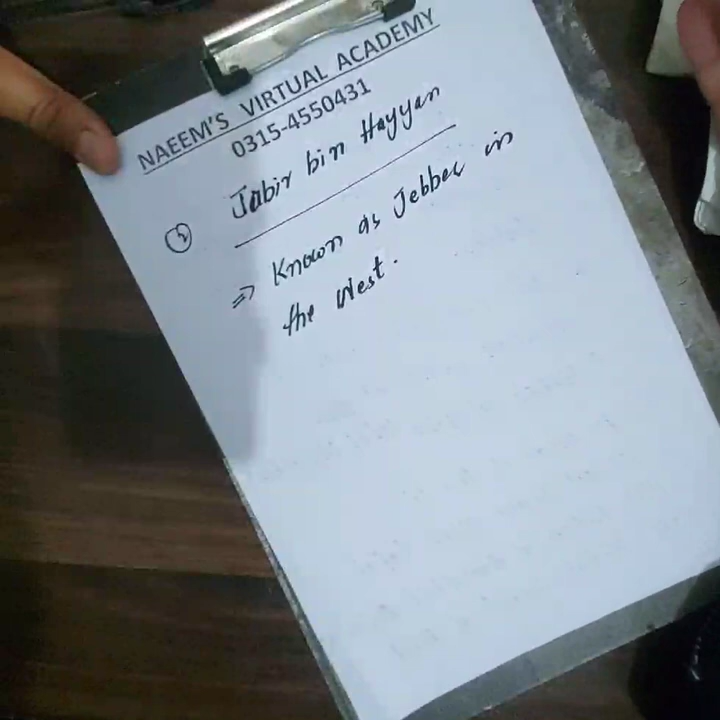 NAEEM'S VIRTUAL ACADEMY
0315-4550431
Jabir bin Hayyan
⇒ Known as Jebber in
the West.